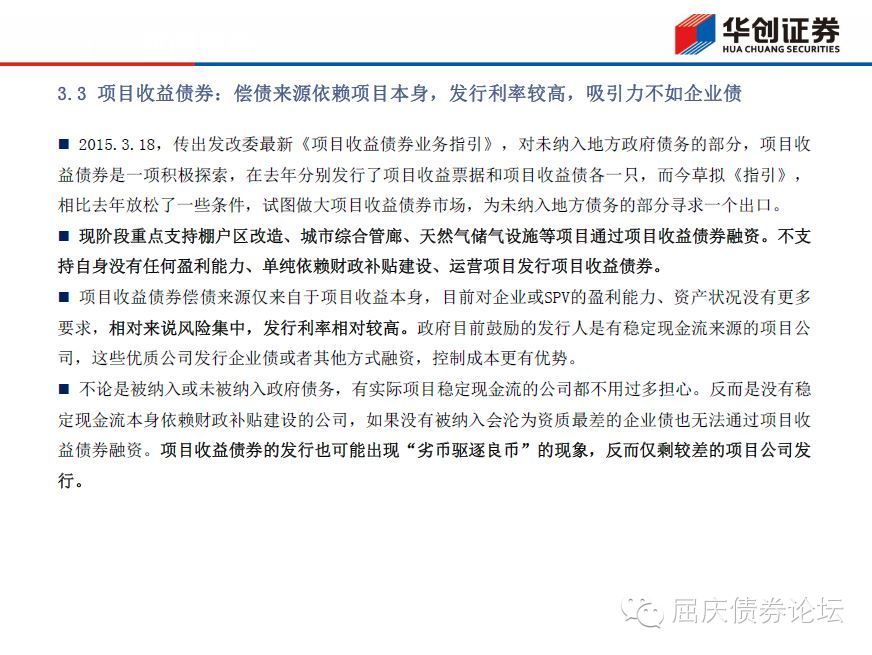 华创证券
HUA CHUANG SECURITIES
3.3 项目收益债券：偿债来源依赖项目本身，发行利率较高，吸引力不如企业债
■ 2015.3.18，传出发改委最新《项目收益债券业务指引》，对未纳入地方政府债务的部分，项目收
益债券是一项积极探索，在去年分别发行了项目收益票据和项目收益债各一只，而今草拟《指引》，
相比去年放松了一些条件，试图做大项目收益债券市场，为未纳入地方债务的部分寻求一个出口。
■ 现阶段重点支持棚户区改造、城市综合管廊、天然气储气设施等项目通过项目收益债券融资。不支
持自身没有任何盈利能力、单纯依赖财政补贴建设、运营项目发行项目收益债券。
■ 项目收益债券偿债来源仅来自于项目收益本身，目前对企业或SPV的盈利能力、资产状况没有更多
要求，相对来说风险集中，发行利率相对较高。政府目前鼓励的发行人是有稳定现金流来源的项目公
司，这些优质公司发行企业债或者其他方式融资，控制成本更有优势。
■ 不论是被纳入或未被纳入政府债务，有实际项目稳定现金流的公司都不用过多担心。反而是没有稳
定现金流本身依赖财政补贴建设的公司，如果没有被纳入会沦为资质最差的企业债也无法通过项目收
益债券融资。项目收益债券的发行也可能出现“劣币驱逐良币”的现象，反而仅剩较差的项目公司发
行。
屈庆债券论坛